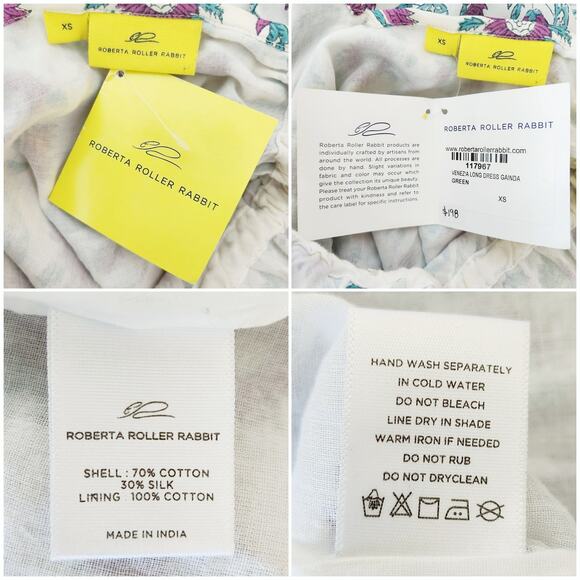 XS
ROBERTA ROLLER RABBIT
ROBERTA ROLLER RABBIT
XS
ROBERTA ROLLER RABBIT
Roberta Roller Rabbit products are
individually crafted by artisans from
around the world. All processes are
done by hand. Slight variations in
fabric and color may occur which
give the collection its unique beauty.
Please treat your Roberta Roller Rabbit
product with kindness and refer to
the care label for specific instructions.
ROBERTA ROLLER RABBIT
www.robertarollerrabbit.com
117967
VENEZIA LONG DRESS GAINDA
GREEN
XS
$198
ROBERTA ROLLER RABBIT
SHELL : 70% COTTON
30% SILK
LINING : 100% COTTON
MADE IN INDIA
HAND WASH SEPARATELY
IN COLD WATER
DO NOT BLEACH
LINE DRY IN SHADE
WARM IRON IF NEEDED
DO NOT RUB
DO NOT DRYCLEAN